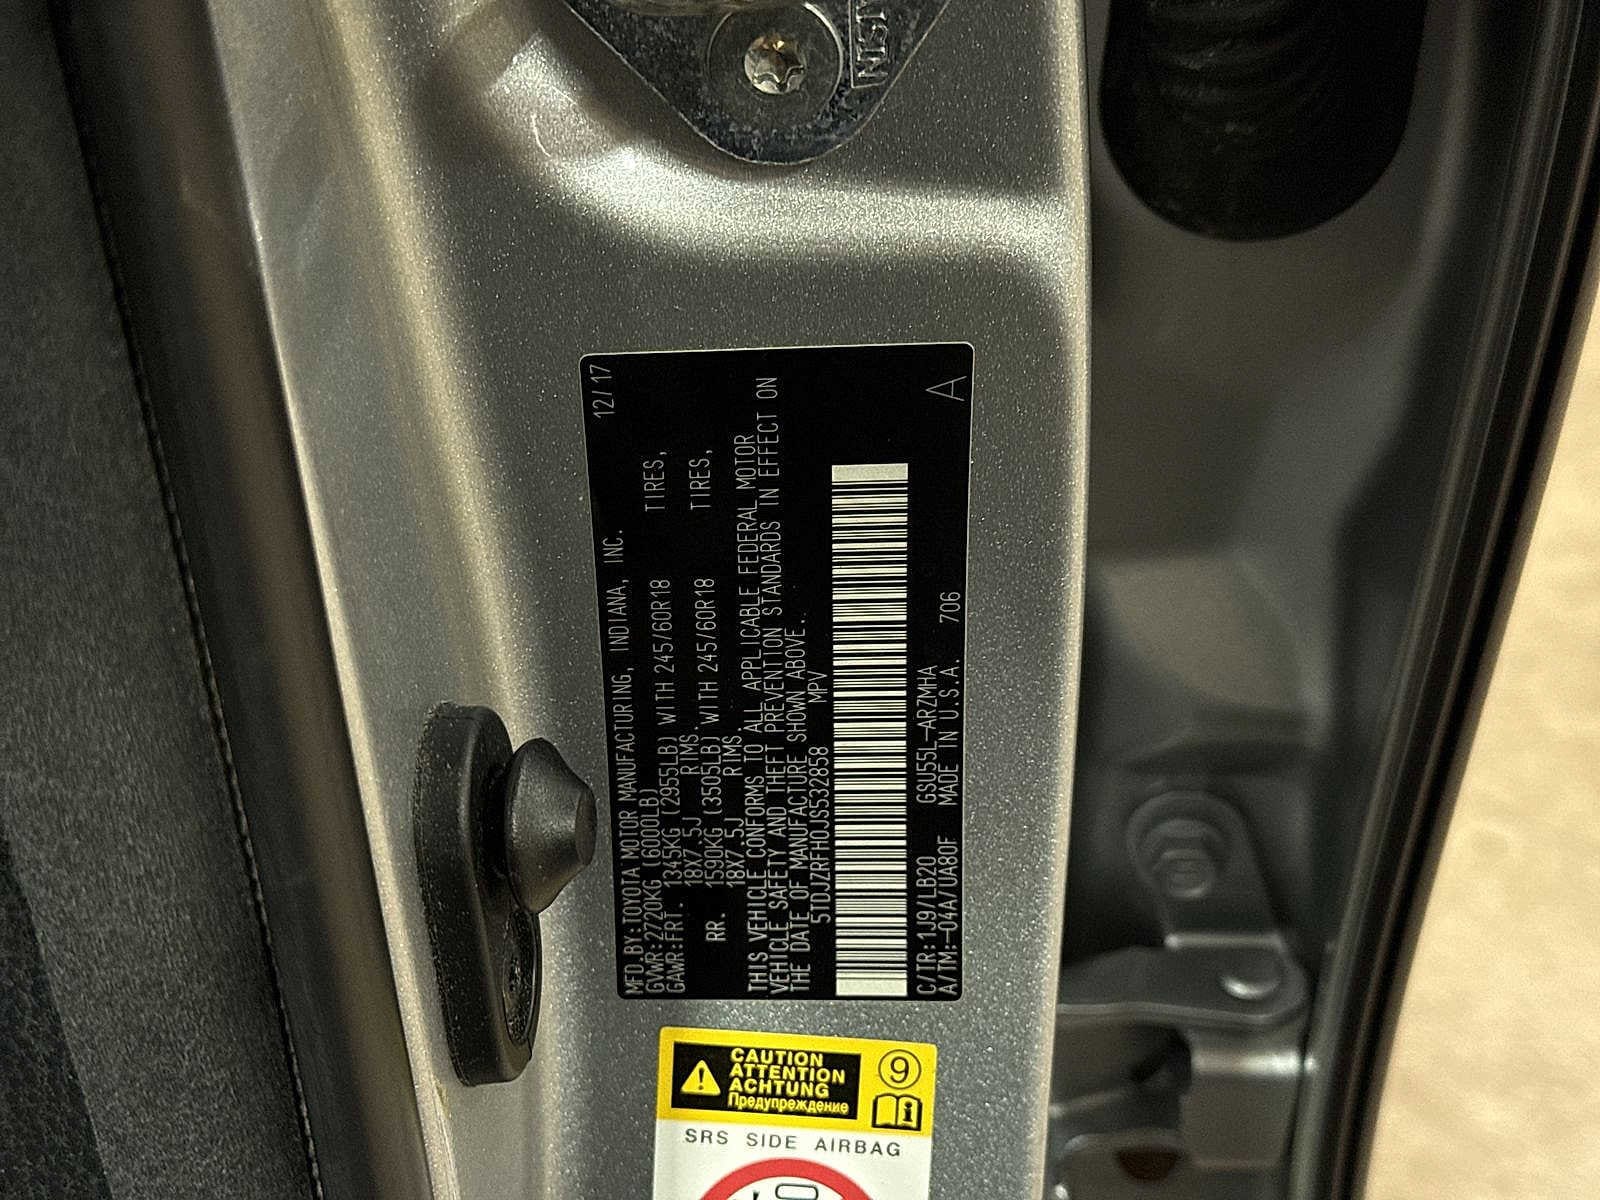 AISIN
12/17
MFD.BY:TOYOTA MOTOR MANUFACTURING, INDIANA, INC.
GVWR:2720KG (6000LB)
GAWR:FRT. 1345KG (2955LB) WITH 245/60R18 TIRES,
18X7.5J RIMS.
RR. 1590KG (3505LB) WITH 245/60R18 TIRES,
18X7.5J RIMS.
THIS VEHICLE CONFORMS TO ALL APPLICABLE FEDERAL MOTOR
VEHICLE SAFETY AND THEFT PREVENTION STANDARDS IN EFFECT ON
THE DATE OF MANUFACTURE SHOWN ABOVE.
5TDJZRFH0JS532858 MPV
C/TR:1J9/LB20 GSU55L-ARZMHA
A/TM:-04A/UA80F MADE IN U.S.A. 706
A
CAUTION
ATTENTION
ACHTUNG
Предупреждение
9
SRS SIDE AIRBAG